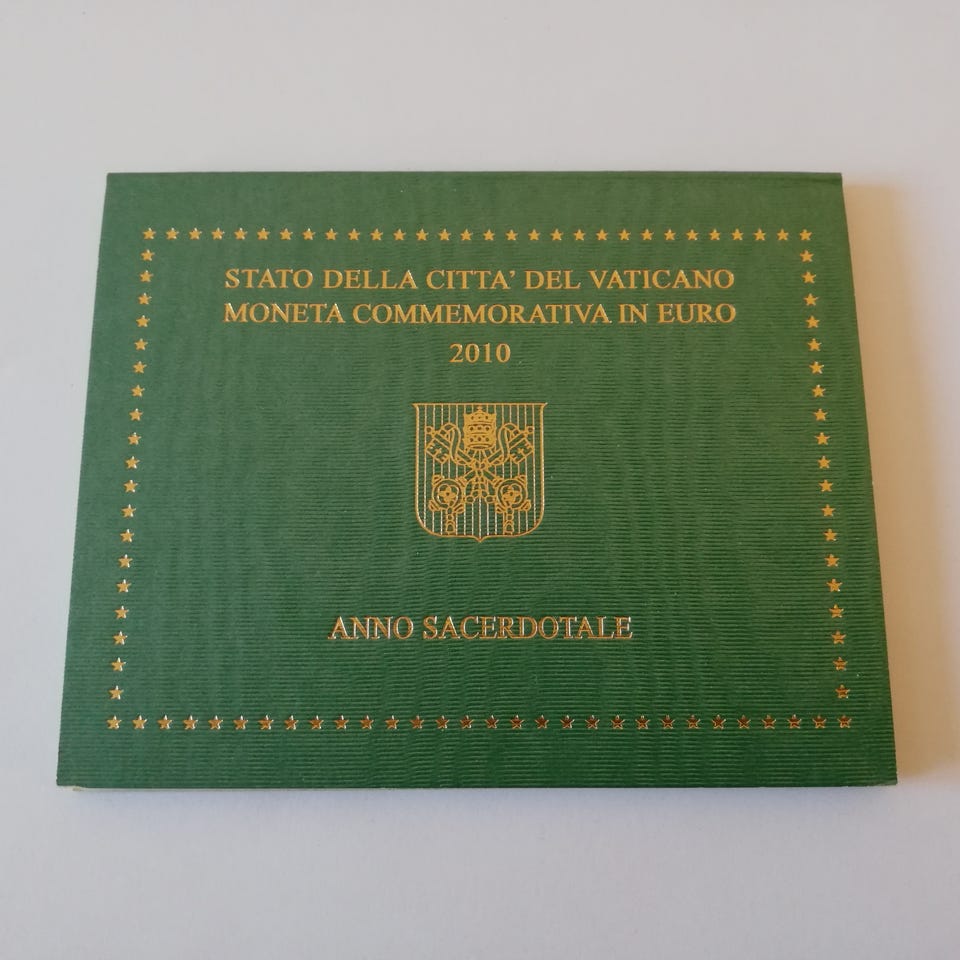 STATO DELLA CITTA' DEL VATICANO
MONETA COMMEMORATIVA IN EURO
2010
ANNO SACERDOTALE